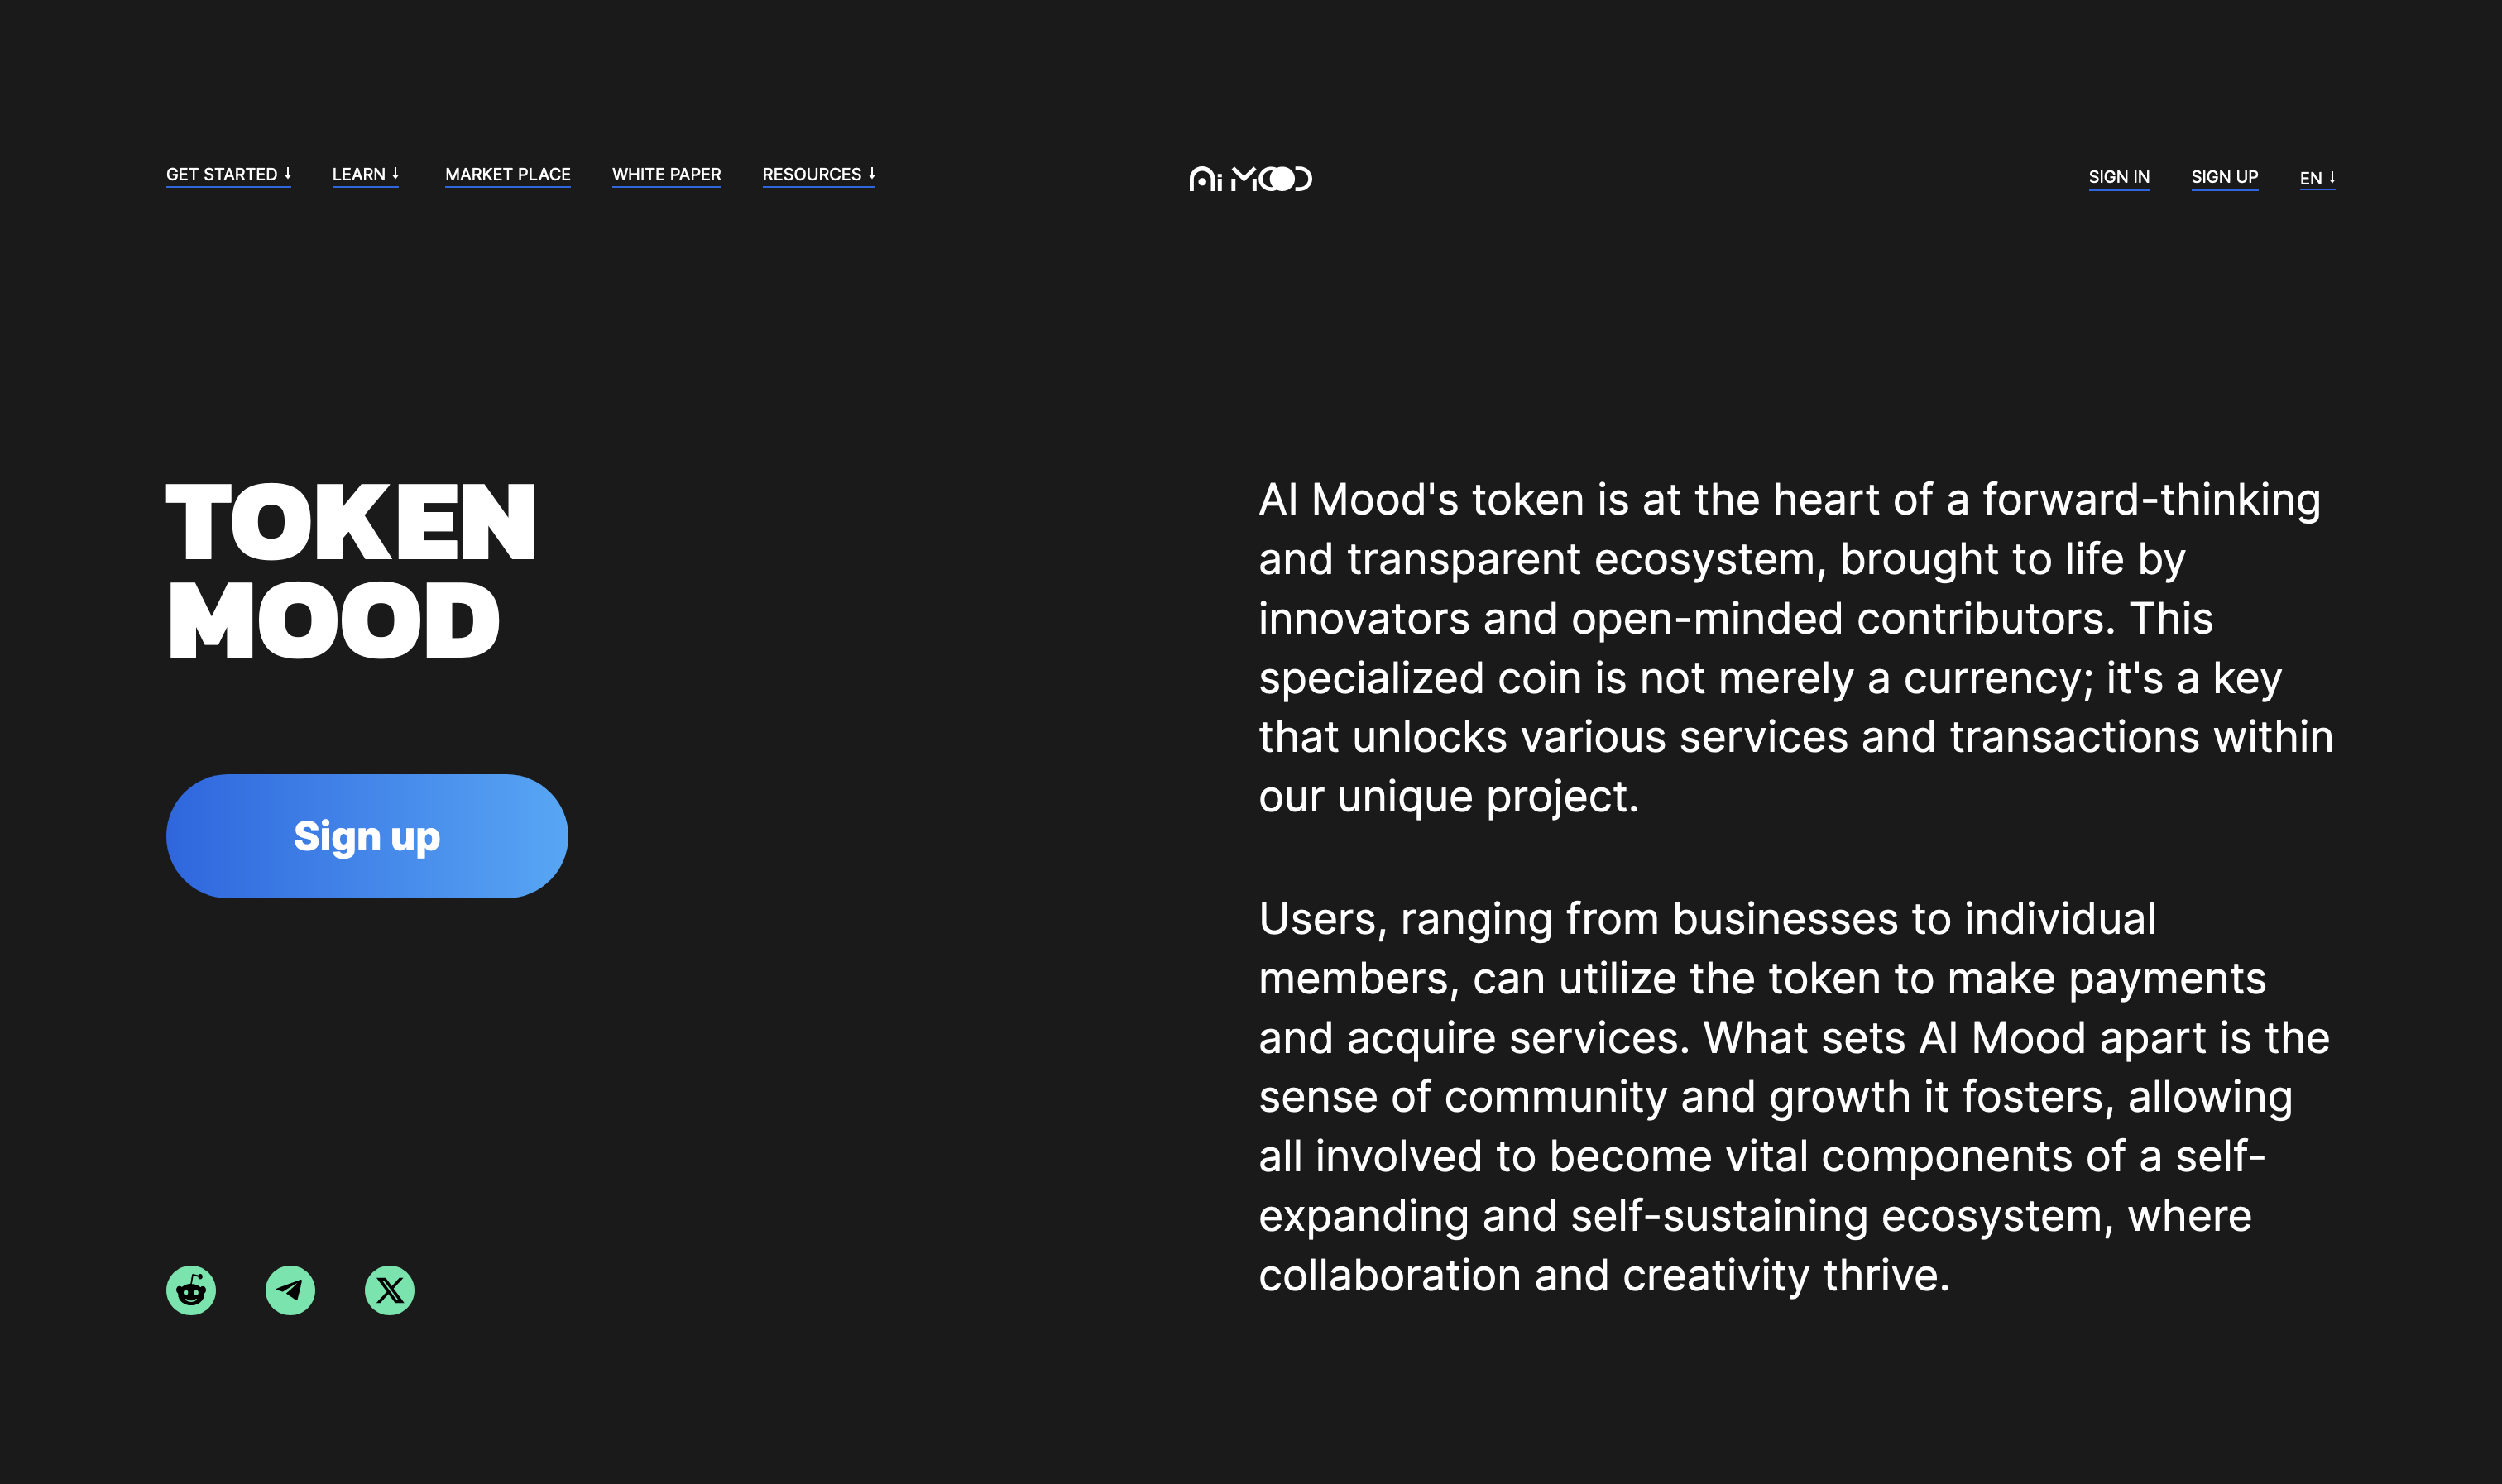 GET STARTED ↓
LEARN ↓
MARKET PLACE
WHITE PAPER
RESOURCES ↓
Ai MOOD
SIGN IN
SIGN UP
EN ↓
TOKEN
MOOD
Sign up
AI Mood's token is at the heart of a forward-thinking
and transparent ecosystem, brought to life by
innovators and open-minded contributors. This
specialized coin is not merely a currency; it's a key
that unlocks various services and transactions within
our unique project.
Users, ranging from businesses to individual
members, can utilize the token to make payments
and acquire services. What sets AI Mood apart is the
sense of community and growth it fosters, allowing
all involved to become vital components of a self-
expanding and self-sustaining ecosystem, where
collaboration and creativity thrive.